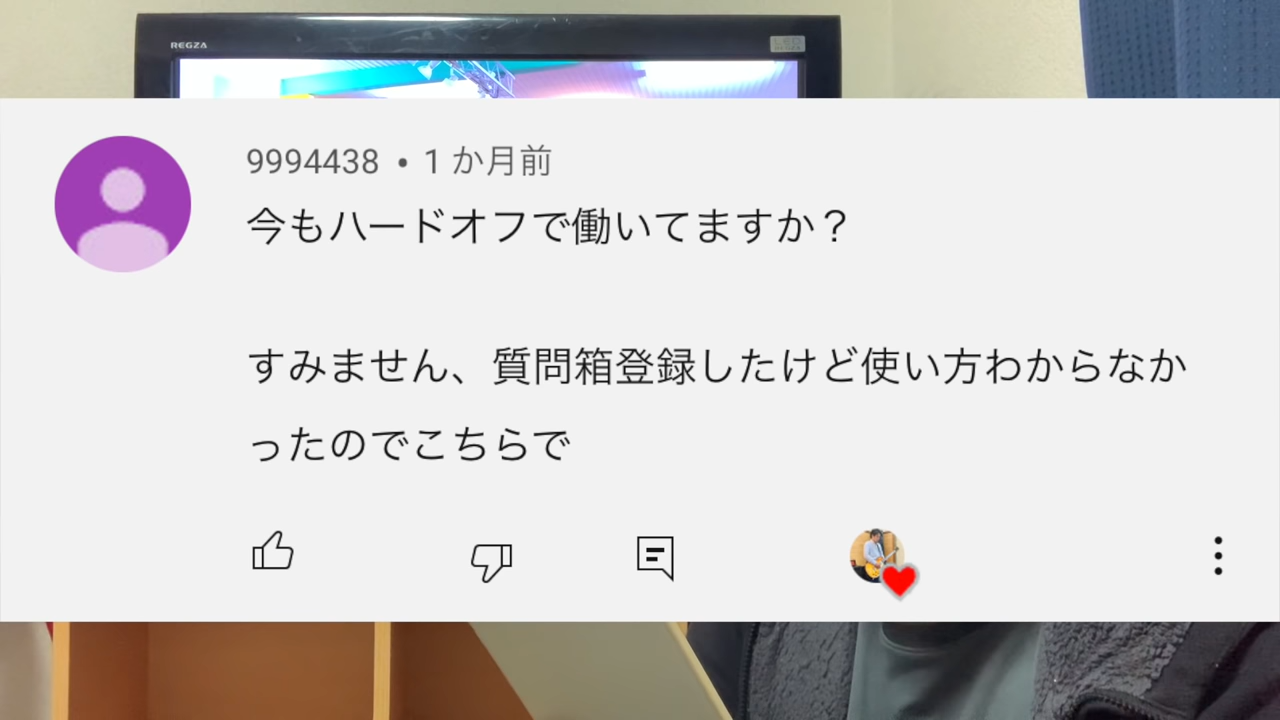 REGZA
9994438 • 1 か月前
今もハードオフで働いてますか？
すみません、質問箱登録したけど使い方わからなか
ったのでこちらで